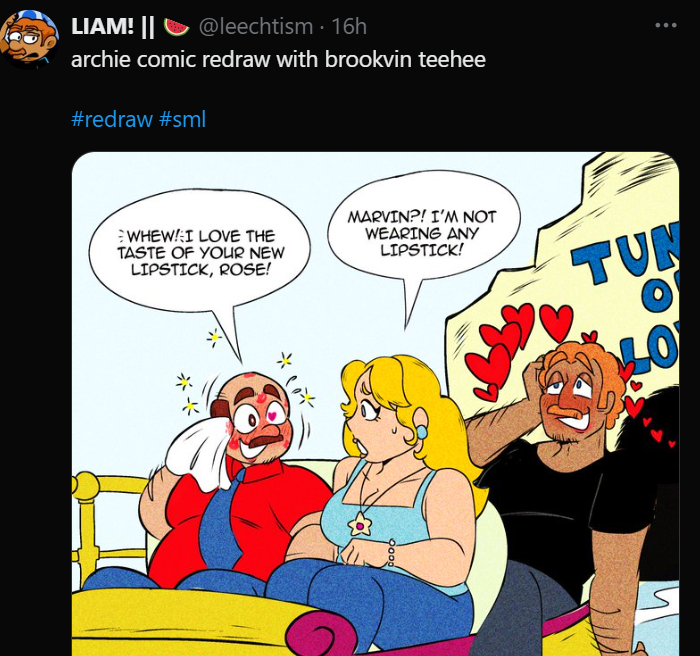 LIAM! || 🍉 @leechtism · 16h
archie comic redraw with brookvin teehee
#redraw #sml
WHEW! I LOVE THE
TASTE OF YOUR NEW
LIPSTICK, ROSE!
MARVIN?! I'M NOT
WEARING ANY
LIPSTICK!
TUN
O
LO